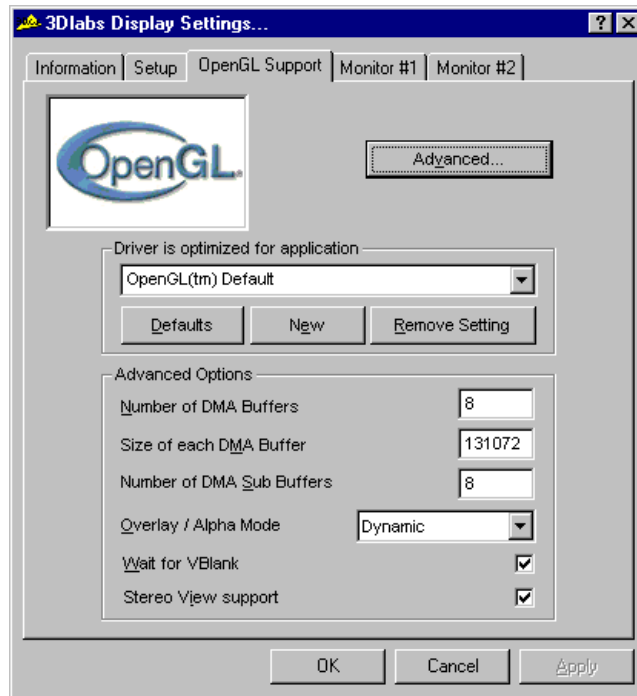 3Dlabs Display Settings...
Information Setup OpenGL Support Monitor #1 Monitor #2
OpenGL.
Advanced...
Driver is optimized for application
OpenGL(tm) Default
Defaults New Remove Setting
Advanced Options
Number of DMA Buffers 8
Size of each DMA Buffer 131072
Number of DMA Sub Buffers 8
Overlay / Alpha Mode Dynamic
Wait for VBlank
Stereo View support
OK Cancel Apply